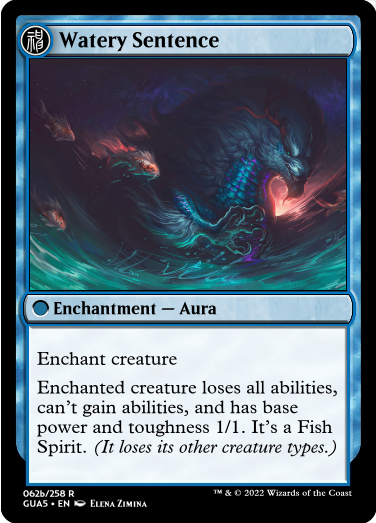 Watery Sentence
Enchantment — Aura
Enchant creature
Enchanted creature loses all abilities,
can't gain abilities, and has base
power and toughness 1/1. It's a Fish
Spirit. (It loses its other creature types.)
062b/258 R
™ & © 2022 Wizards of the Coast
GUA5 • EN ELENA ZIMINA